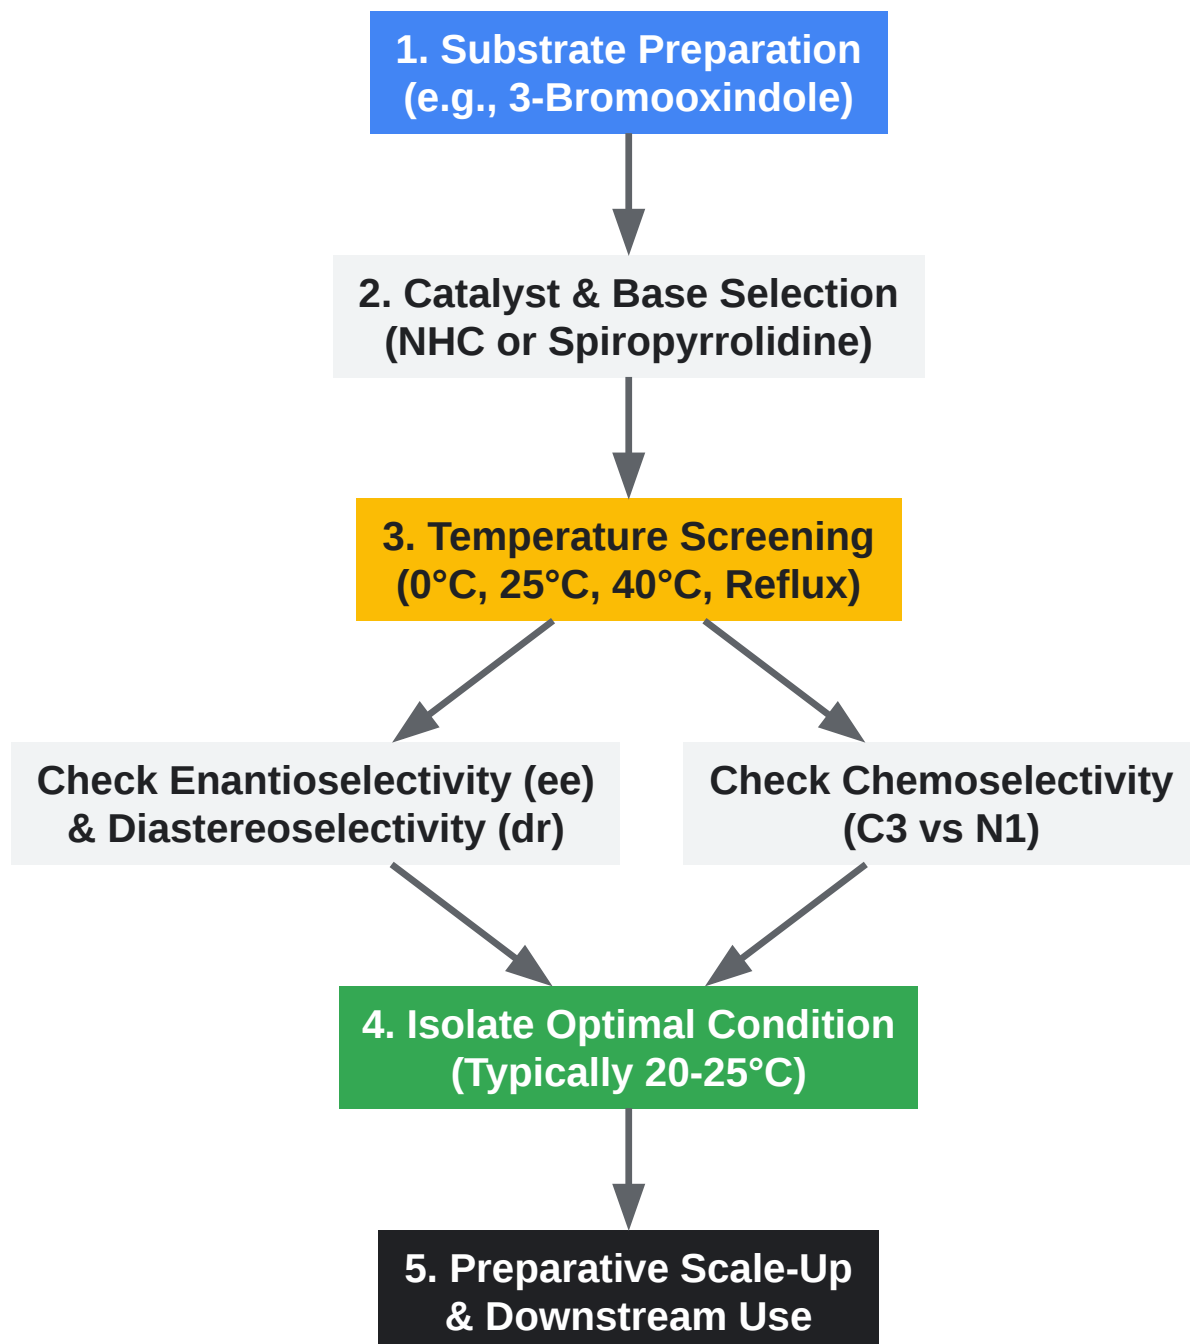 1. Substrate Preparation
(e.g., 3-Bromooxindole)
2. Catalyst & Base Selection
(NHC or Spiropyrrolidine)
3. Temperature Screening
(0°C, 25°C, 40°C, Reflux)
Check Enantioselectivity (ee)
& Diastereoselectivity (dr)
Check Chemoselectivity
(C3 vs N1)
4. Isolate Optimal Condition
(Typically 20-25°C)
5. Preparative Scale-Up
& Downstream Use